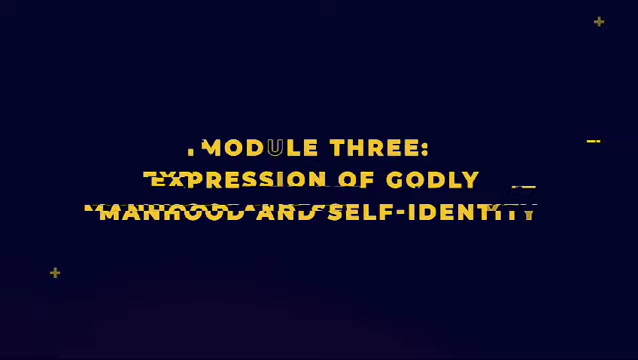 MODULE THREE:
EXPRESSION OF GODLY
MANHOOD AND SELF-IDENTITY